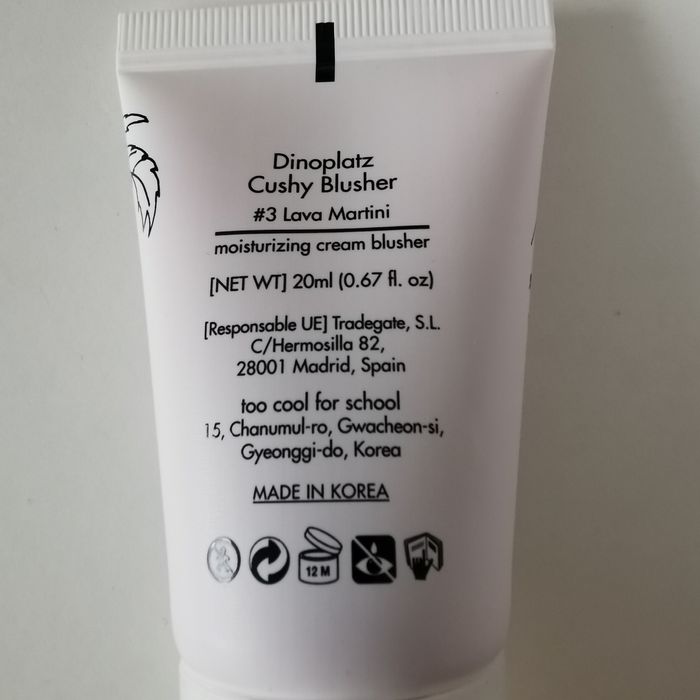 Dinoplatz
Cushy Blusher
#3 Lava Martini
moisturizing cream blusher
[NET WT] 20ml (0.67 fl. oz)
[Responsable UE] Tradegate, S.L.
C/Hermosilla 82,
28001 Madrid, Spain
too cool for school
15, Chanumul-ro, Gwacheon-si,
Gyeonggi-do, Korea
MADE IN KOREA
12 M